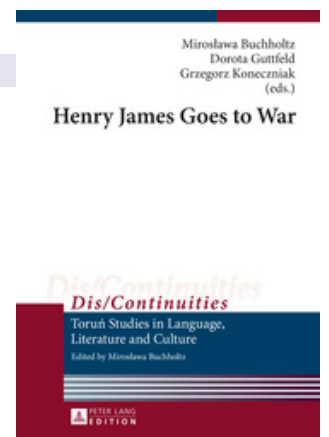 Mirosława Buchholtz
Dorota Guttfeld
Grzegorz Koneczniak
(eds.)
Henry James Goes to War
Dis/Continuities
Dis/Continuities
Toruń Studies in Language,
Literature and Culture
Edited by Mirosława Buchholtz
PETER LANG
EDITION